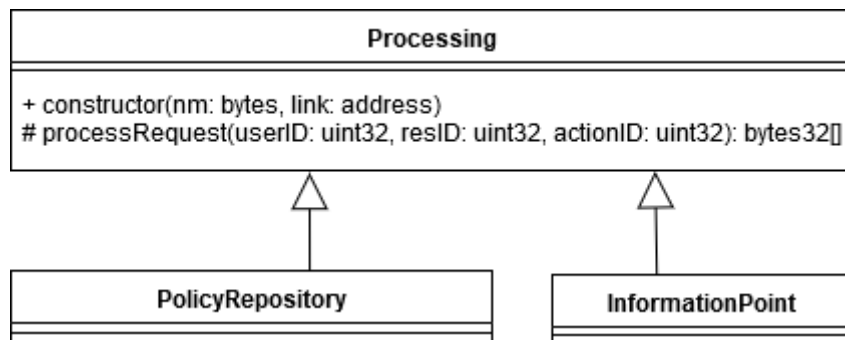 Processing
+ constructor(nm: bytes, link: address)
# processRequest(userID: uint32, resID: uint32, actionID: uint32): bytes32[]
PolicyRepository
InformationPoint